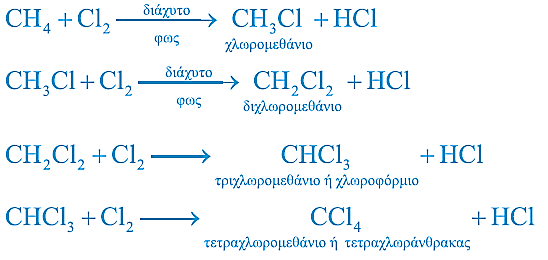 CH₄ + Cl₂ διάχυτο φως → CH₃Cl + HCl
χλωρομεθάνιο
CH₃Cl + Cl₂ διάχυτο φως → CH₂Cl₂ + HCl
διχλωρομεθάνιο
CH₂Cl₂ + Cl₂ → CHCl₃ + HCl
τριχλωρομεθάνιο ή χλωροφόρμιο
CHCl₃ + Cl₂ → CCl₄ + HCl
τετραχλωρομεθάνιο ή τετραχλωράνθρακας